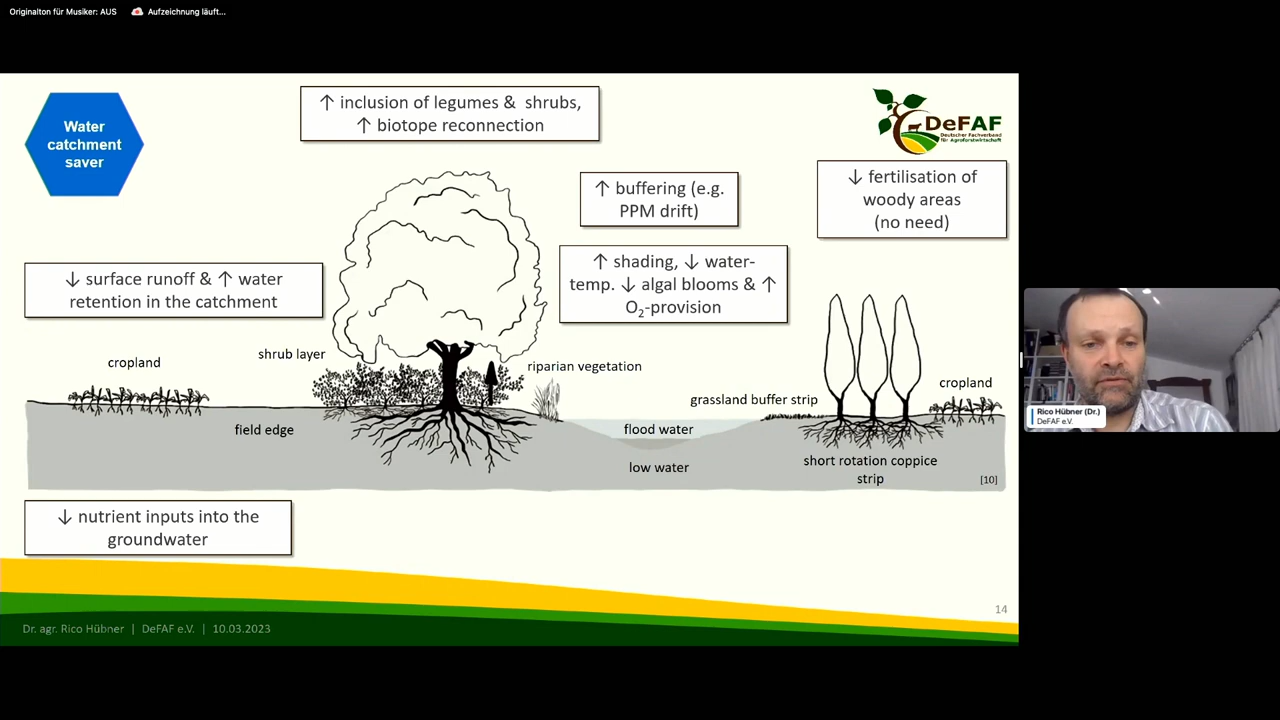 Originalton für Musiker: AUS
Aufzeichnung läuft...
Water
catchment
saver
↑ inclusion of legumes & shrubs,
↑ biotope reconnection
DeFAF
Deutscher Fachverband
für Agroforstwirtschaft
↑ buffering (e.g.
PPM drift)
↓ fertilisation of
woody areas
(no need)
↓ surface runoff & ↑ water
retention in the catchment
↑ shading, ↓ water-
temp. ↓ algal blooms & ↑
O₂-provision
cropland
shrub layer
riparian vegetation
grassland buffer strip
cropland
field edge
flood water
low water
short rotation coppice
strip
[10]
↓ nutrient inputs into the
groundwater
14
Dr. agr. Rico Hübner | DeFAF e.V. | 10.03.2023
Rico Hübner (Dr.)
DeFAF e.V.